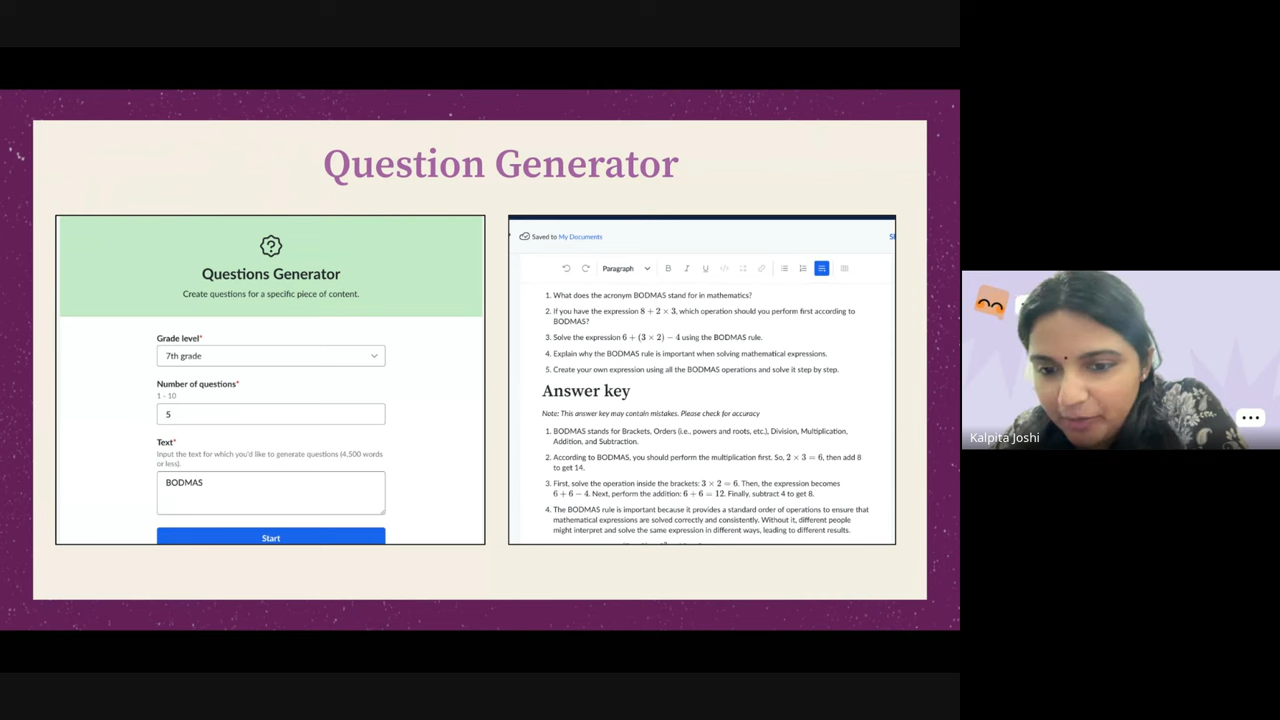 Question Generator
Questions Generator
Create questions for a specific piece of content.
Grade level*
7th grade
Number of questions*
1 - 10
5
Text*
Input the text for which you'd like to generate questions (4,500 words
or less).
BODMAS
Start
Saved to My Documents
Paragraph
B I U
1. What does the acronym BODMAS stand for in mathematics?
2. If you have the expression 8 + 2 × 3, which operation should you perform first according to
BODMAS?
3. Solve the expression 6 + (3 × 2) − 4 using the BODMAS rule.
4. Explain why the BODMAS rule is important when solving mathematical expressions.
5. Create your own expression using all the BODMAS operations and solve it step by step.
Answer key
Note: This answer key may contain mistakes. Please check for accuracy
1. BODMAS stands for Brackets, Orders (i.e., powers and roots, etc.), Division, Multiplication,
Addition, and Subtraction.
2. According to BODMAS, you should perform the multiplication first. So, 2 × 3 = 6, then add 8
to get 14.
3. First, solve the operation inside the brackets: 3 × 2 = 6. Then, the expression becomes
6 + 6 − 4. Next, perform the addition: 6 + 6 = 12. Finally, subtract 4 to get 8.
4. The BODMAS rule is important because it provides a standard order of operations to ensure that
mathematical expressions are solved correctly and consistently. Without it, different people
might interpret and solve the same expression in different ways, leading to different results.
Kalpita Joshi